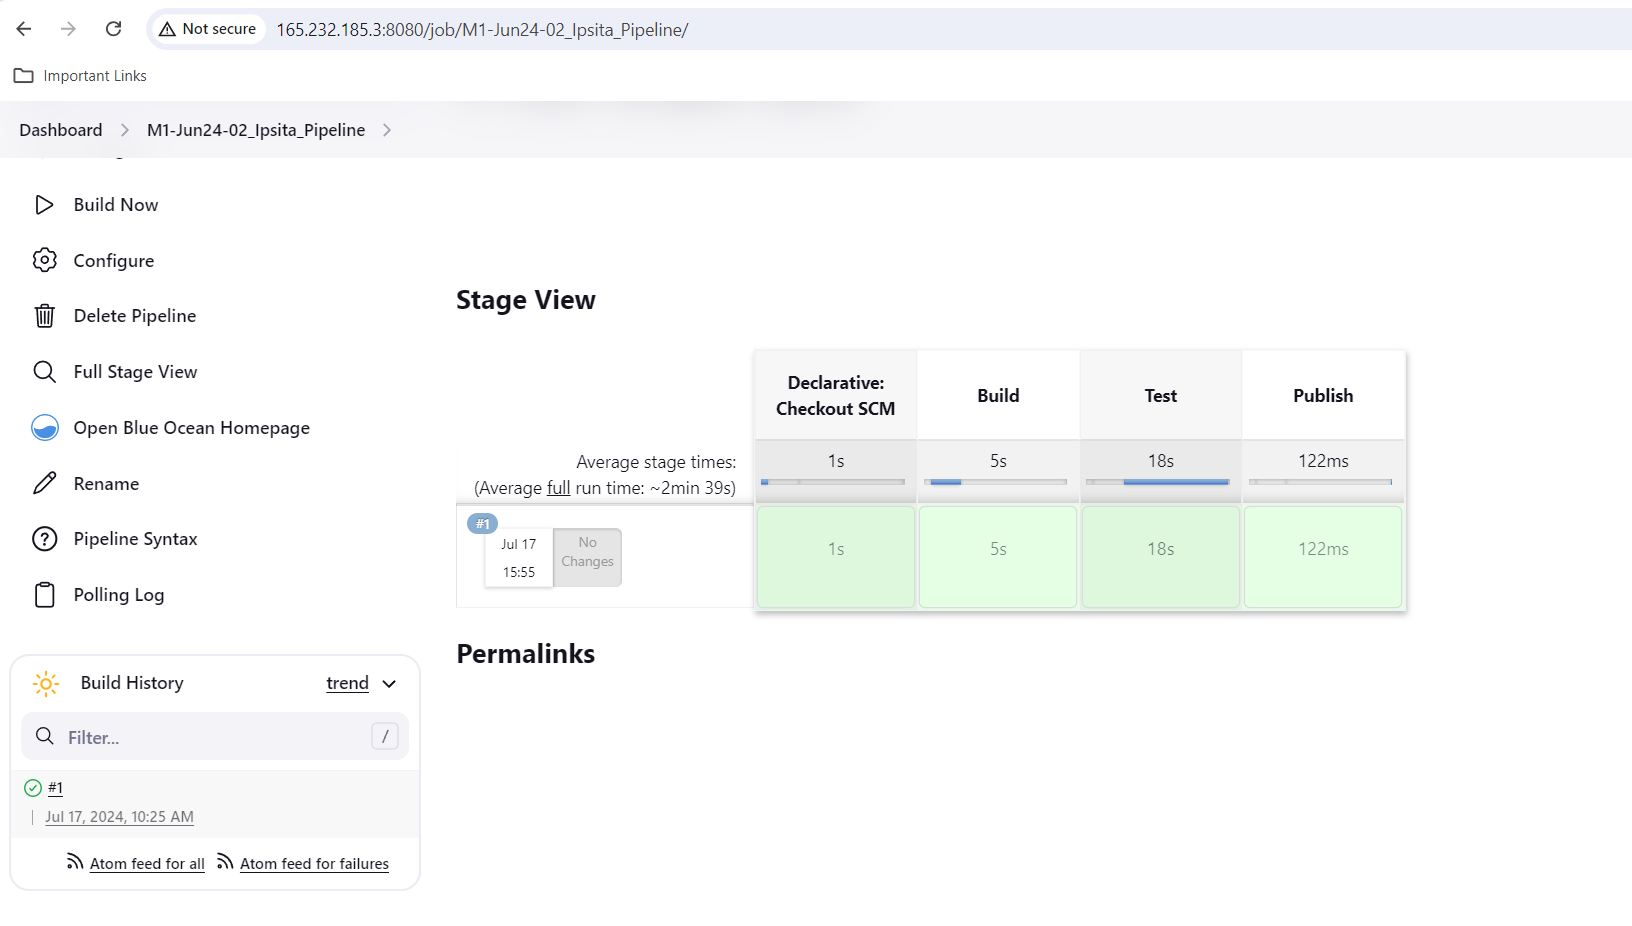 Not secure
165.232.185.3:8080/job/M1-Jun24-02_Ipsita_Pipeline/
Important Links
Dashboard
M1-Jun24-02_Ipsita_Pipeline
Build Now
Configure
Delete Pipeline
Full Stage View
Open Blue Ocean Homepage
Rename
Pipeline Syntax
Polling Log
Build History
trend
Filter...
/
#1
Jul 17, 2024, 10:25 AM
Atom feed for all
Atom feed for failures
Stage View
Declarative:
Checkout SCM
Build
Test
Publish
Average stage times:
(Average full run time: ~2min 39s)
1s
5s
18s
122ms
#1
Jul 17
15:55
No
Changes
1s
5s
18s
122ms
Permalinks